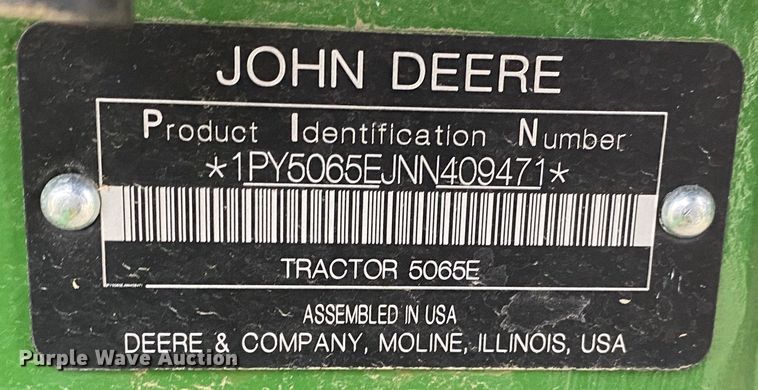 JOHN DEERE
Product Identification Number
*1PY5065EJNN409471*
TRACTOR 5065E
ASSEMBLED IN USA
DEERE & COMPANY, MOLINE, ILLINOIS, USA
Purple Wave Auction